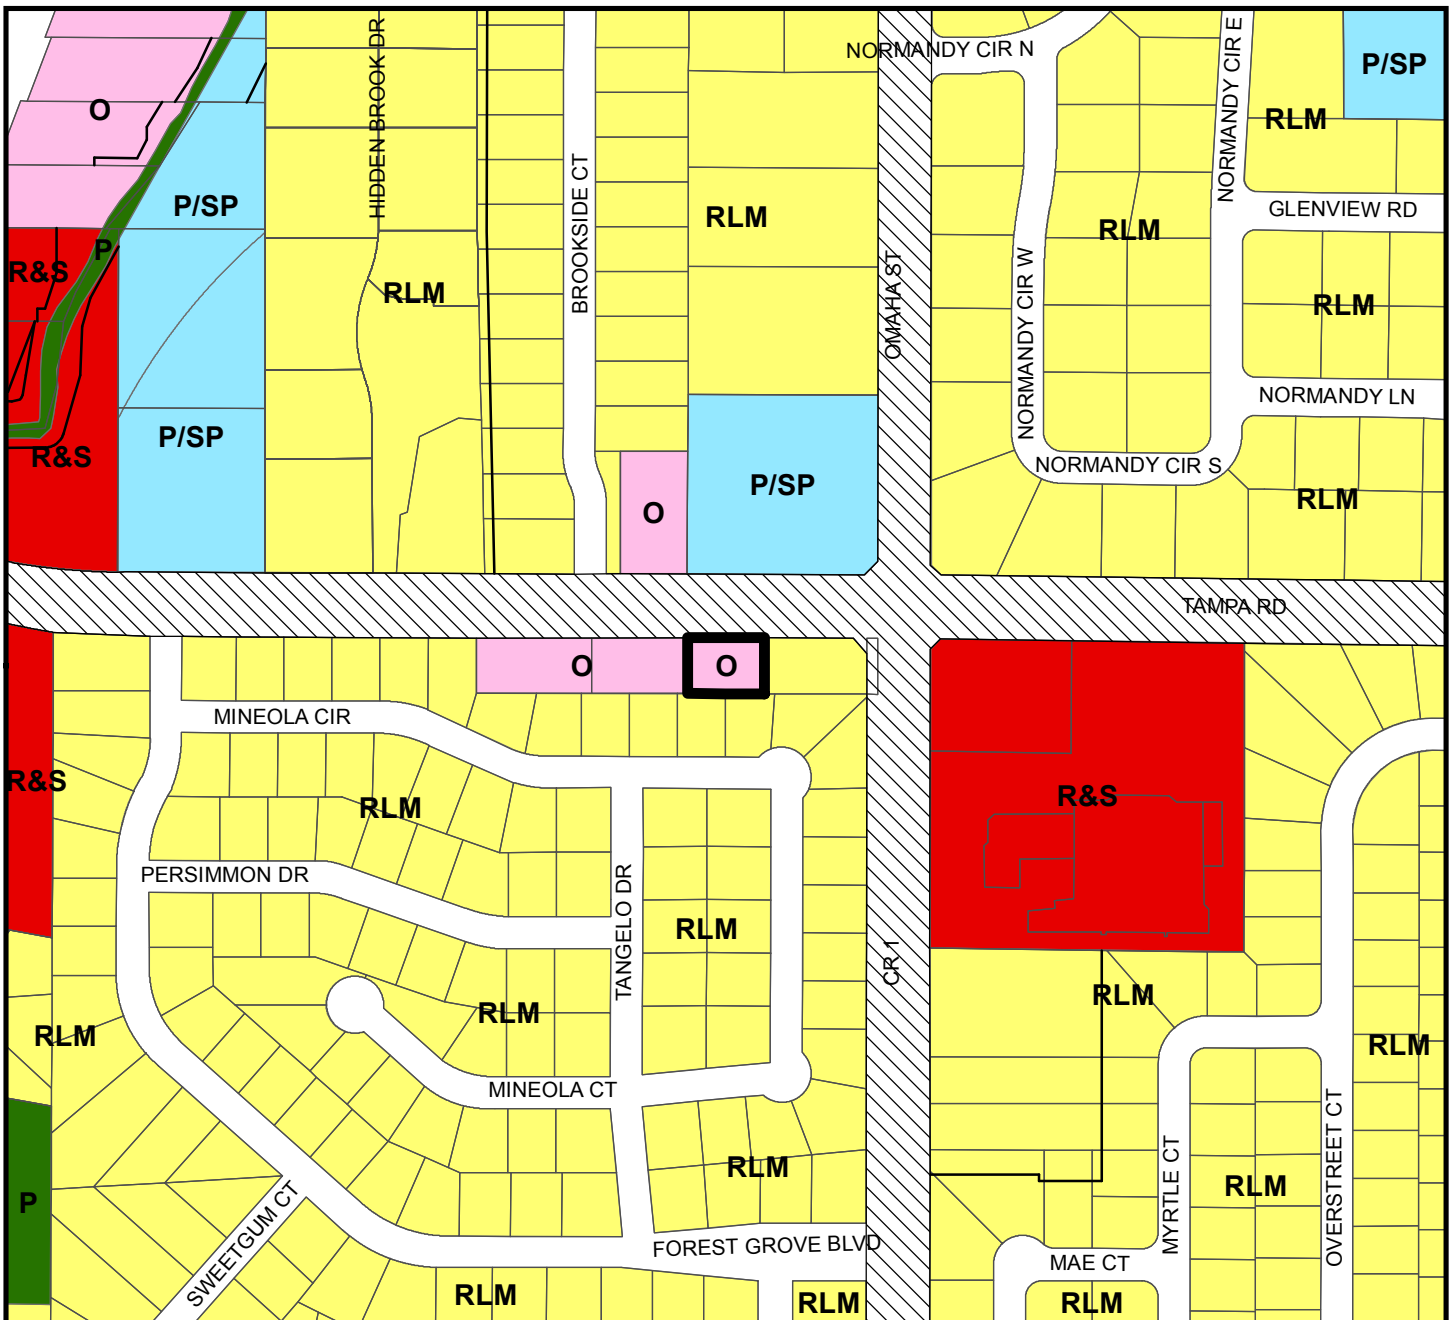 HIDDEN BROOK DR
NORMANDY CIR N
NORMANDY CIR E
P/SP
O
RLM
P/SP
BROOKSIDE CT
RLM
GLENVIEW RD
RLM
P
R&S
RLM
OMAHA ST
NORMANDY CIR W
RLM
NORMANDY LN
P/SP
R&S
NORMANDY CIR S
P/SP
RLM
O
TAMPA RD
O
O
MINEOLA CIR
R&S
RLM
R&S
PERSIMMON DR
TANGELO DR
RLM
CR 1
RLM
RLM
RLM
RLM
MINEOLA CT
RLM
OVERSTREET CT
MYRTLE CT
RLM
P
SWEETGUM CT
FOREST GROVE BLVD
MAE CT
RLM
RLM
RLM